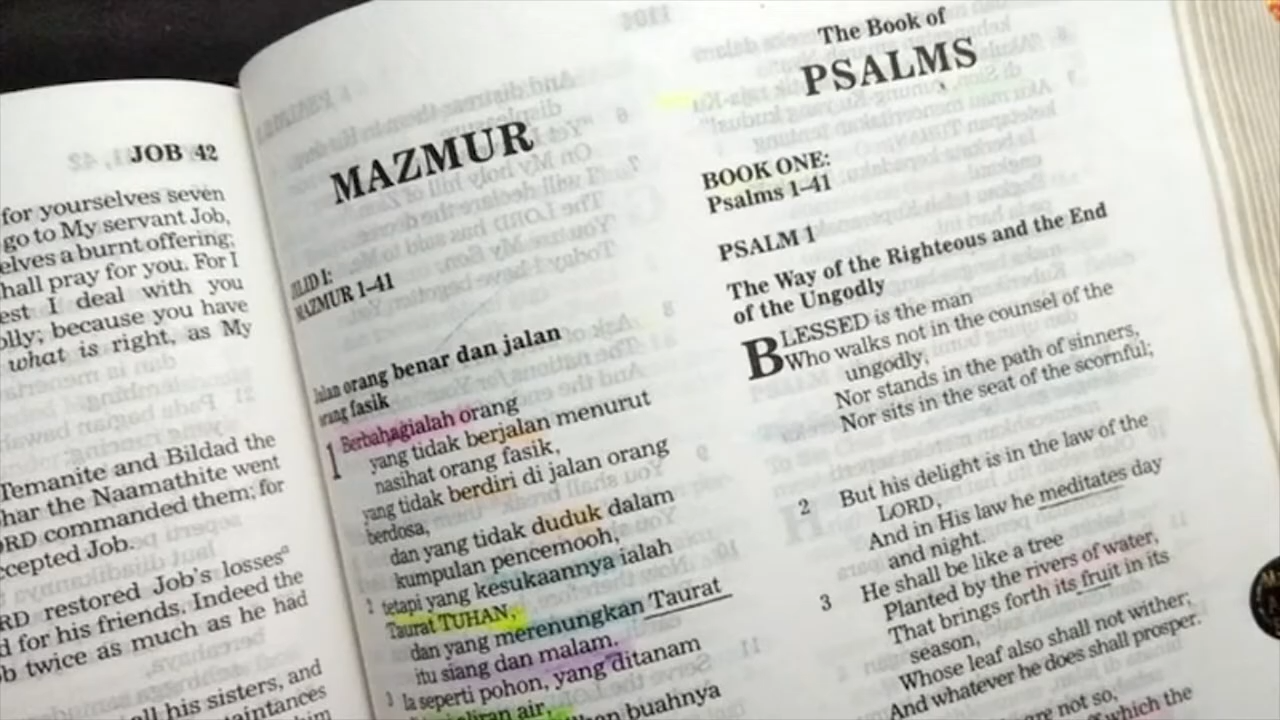 JOB 42
for yourselves seven
go to My servant Job,
elves a burnt offering;
hall pray for you. For I
est I deal with you
olly; because you have
what is right, as My
Temanite and Bildad the
har the Naamathite went
RD commanded them; for
ccepted Job.
RD restored Job's losses
d for his friends. Indeed the
b twice as much as he had
all his sisters, and
MAZMUR
JILID I:
MAZMUR 1–41
Jalan orang benar dan jalan
orang fasik
1 Berbahagialah orang
yang tidak berjalan menurut
nasihat orang fasik,
yang tidak berdiri di jalan orang
berdosa,
dan yang tidak duduk dalam
kumpulan pencemooh,
2 tetapi yang kesukaannya ialah
Taurat TUHAN,
dan yang merenungkan Taurat
itu siang dan malam.
3 Ia seperti pohon, yang ditanam
aliran air,
buahnya
The Book of
PSALMS
BOOK ONE:
Psalms 1–41
PSALM 1
The Way of the Righteous and the End
of the Ungodly
BLESSED is the man
Who walks not in the counsel of the
ungodly,
Nor stands in the path of sinners,
Nor sits in the seat of the scornful;
2 But his delight is in the law of the
LORD,
And in His law he meditates day
and night.
3 He shall be like a tree
Planted by the rivers of water,
That brings forth its fruit in its
season,
Whose leaf also shall not wither;
And whatever he does shall prosper.
are not so,
which the